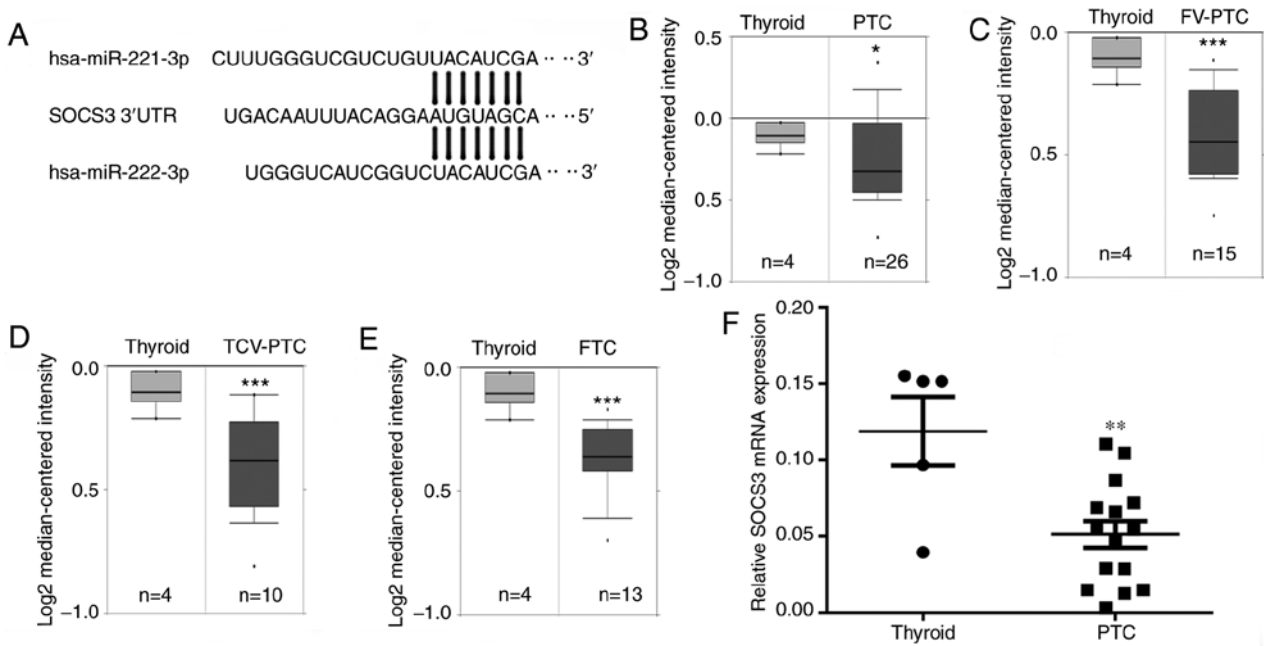 A
hsa-miR-221-3p CUUUGGGUCGUCUGUUACAUCGA ·· ··3′
SOCS3 3′UTR UGACAAUUUACAGGAAUGUAGCA ·· ··5′
hsa-miR-222-3p UGGGUCAUCGGUCUACAUCGA ·· ··3′
B
Thyroid PTC
Log2 median-centered intensity
0.5
0.0
0.5
−1.0
*
n=4 n=26
C
Thyroid FV-PTC
Log2 median-centered intensity
0.0
0.5
−1.0
***
n=4 n=15
D
Thyroid TCV-PTC
Log2 median-centered intensity
0.0
0.5
−1.0
***
n=4 n=10
E
Thyroid FTC
Log2 median-centered intensity
0.0
0.5
−1.0
***
n=4 n=13
F
Relative SOCS3 mRNA expression
0.20
0.15
0.10
0.05
0.00
**
Thyroid PTC